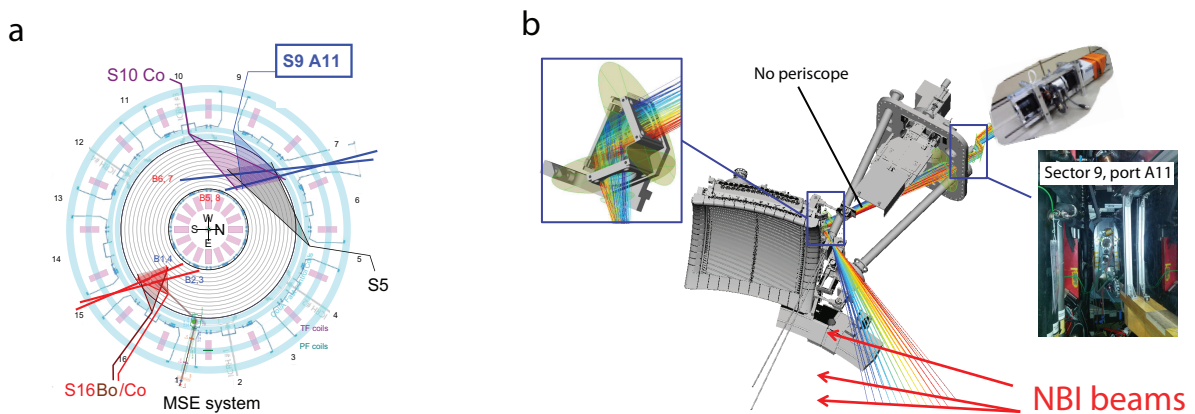 a
S10 Co
S9 A11
10
9
11
7
12
B6, 7
13
B5, 8
6
W
S
N
E
14
B1,4
B2,3
5
S5
15
4
TF coils
PF coils
16
3
S16Bo/Co
1
2
MSE system
b
No periscope
Sector 9, port A11
NBI beams